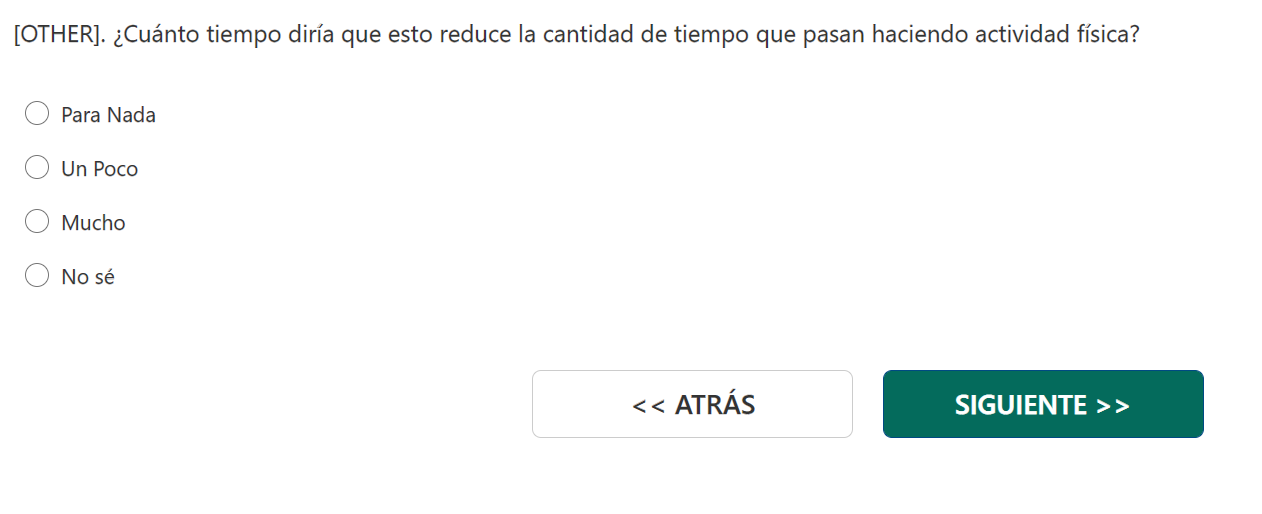 [OTHER]. ¿Cuánto tiempo diría que esto reduce la cantidad de tiempo que pasan haciendo actividad física?
Para Nada
Un Poco
Mucho
No sé
<< ATRÁS
SIGUIENTE >>